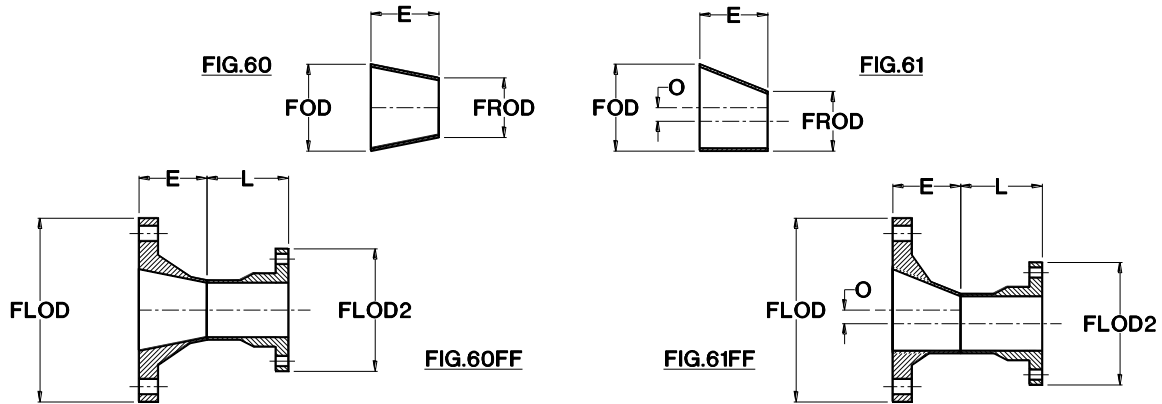 E
FIG.60
FOD
FROD
E
FIG.61
FOD
O
FROD
E
L
FLOD
FLOD2
FIG.60FF
E
L
FLOD
O
FLOD2
FIG.61FF